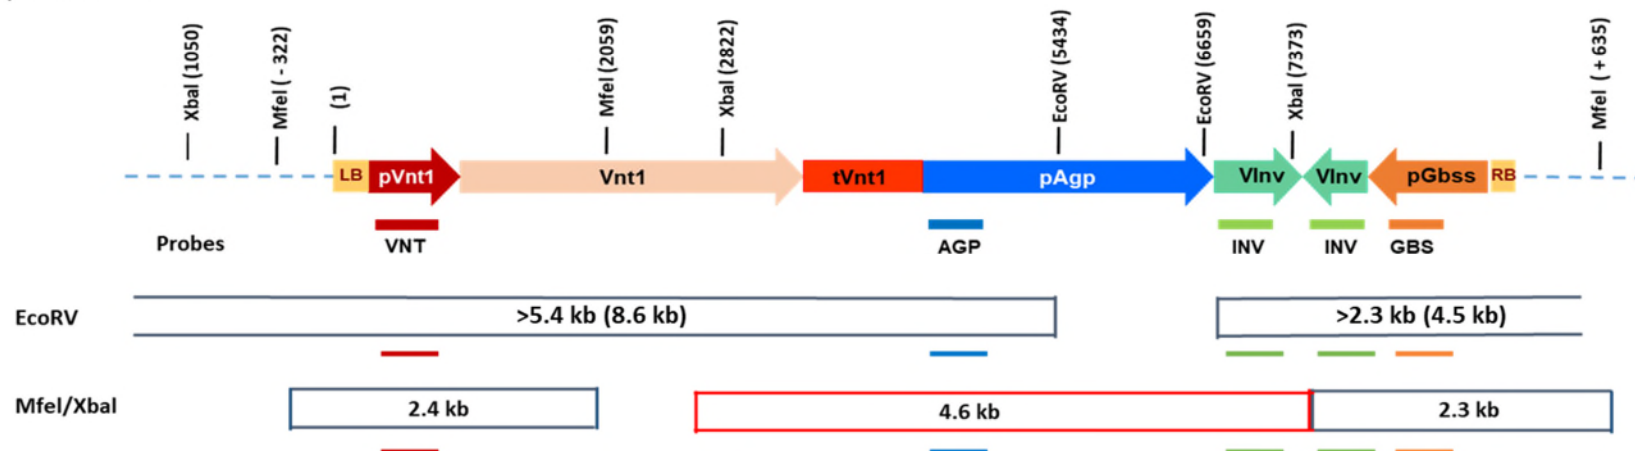 XbaI (1050)
MfeI ( - 322)
(1)
MfeI (2059)
XbaI (2822)
EcoRV (5434)
EcoRV (6659)
XbaI (7373)
MfeI ( + 635)
LB pVnt1 Vnt1 tVnt1 pAgp VInv VInv pGbss RB
Probes VNT AGP INV INV GBS
EcoRV >5.4 kb (8.6 kb) >2.3 kb (4.5 kb)
MfeI/XbaI 2.4 kb 4.6 kb 2.3 kb